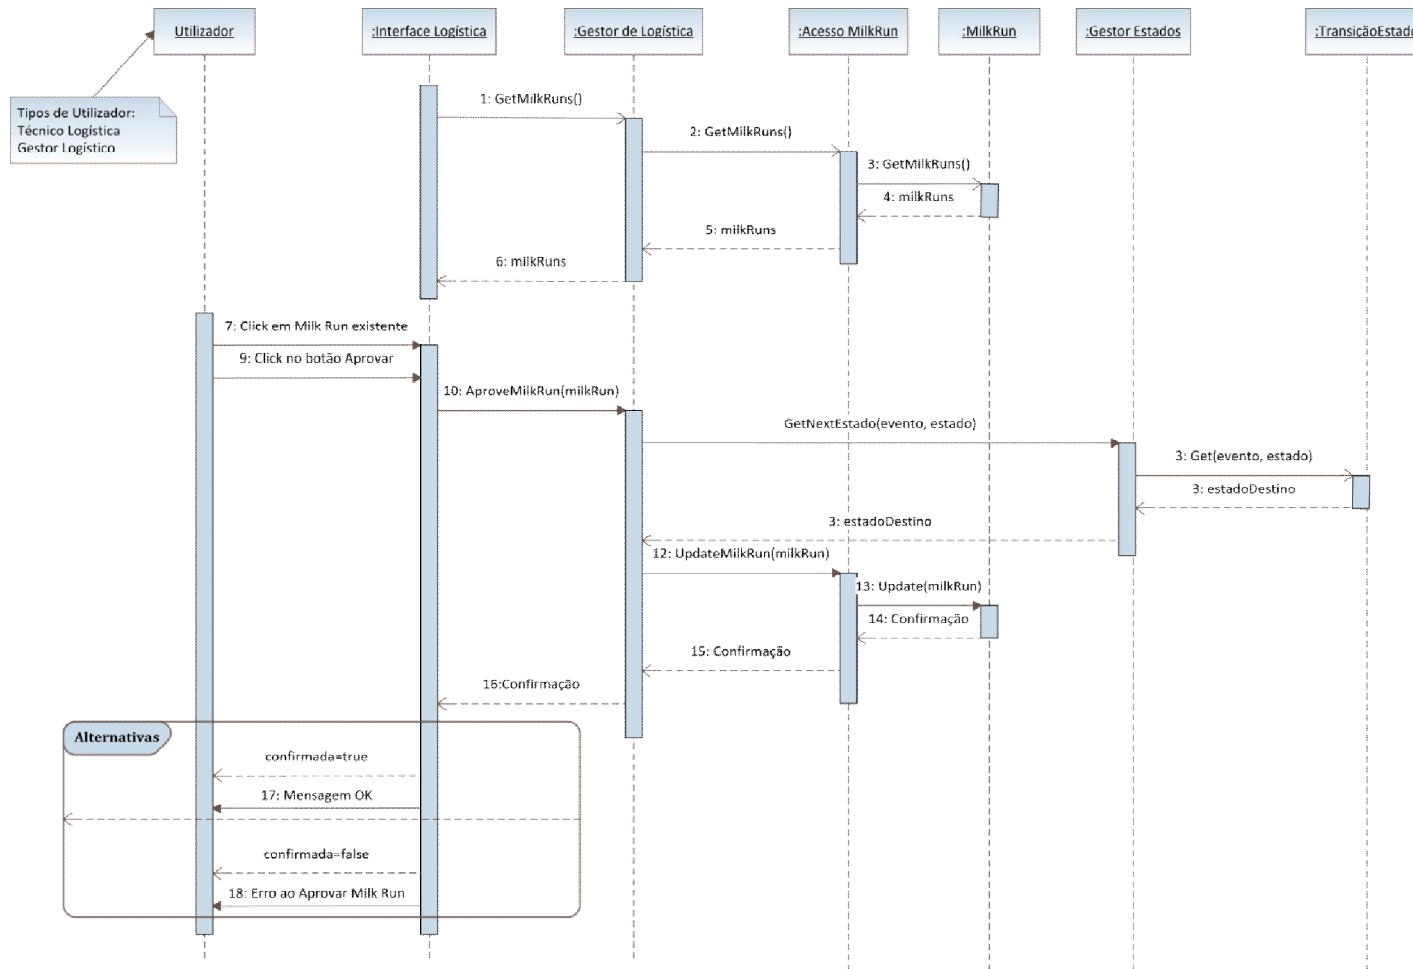 Utilizador
:Interface Logística
:Gestor de Logística
:Acesso MilkRun
:MilkRun
:Gestor Estados
:TransiçãoEstado
Tipos de Utilizador:
Técnico Logística
Gestor Logístico
1: GetMilkRuns()
2: GetMilkRuns()
3: GetMilkRuns()
4: milkRuns
5: milkRuns
6: milkRuns
7: Click em Milk Run existente
9: Click no botão Aprovar
10: AproveMilkRun(milkRun)
GetNextEstado(evento, estado)
3: Get(evento, estado)
3: estadoDestino
3: estadoDestino
12: UpdateMilkRun(milkRun)
13: Update(milkRun)
14: Confirmação
15: Confirmação
16:Confirmação
Alternativas
confirmada=true
17: Mensagem OK
confirmada=false
18: Erro ao Aprovar Milk Run